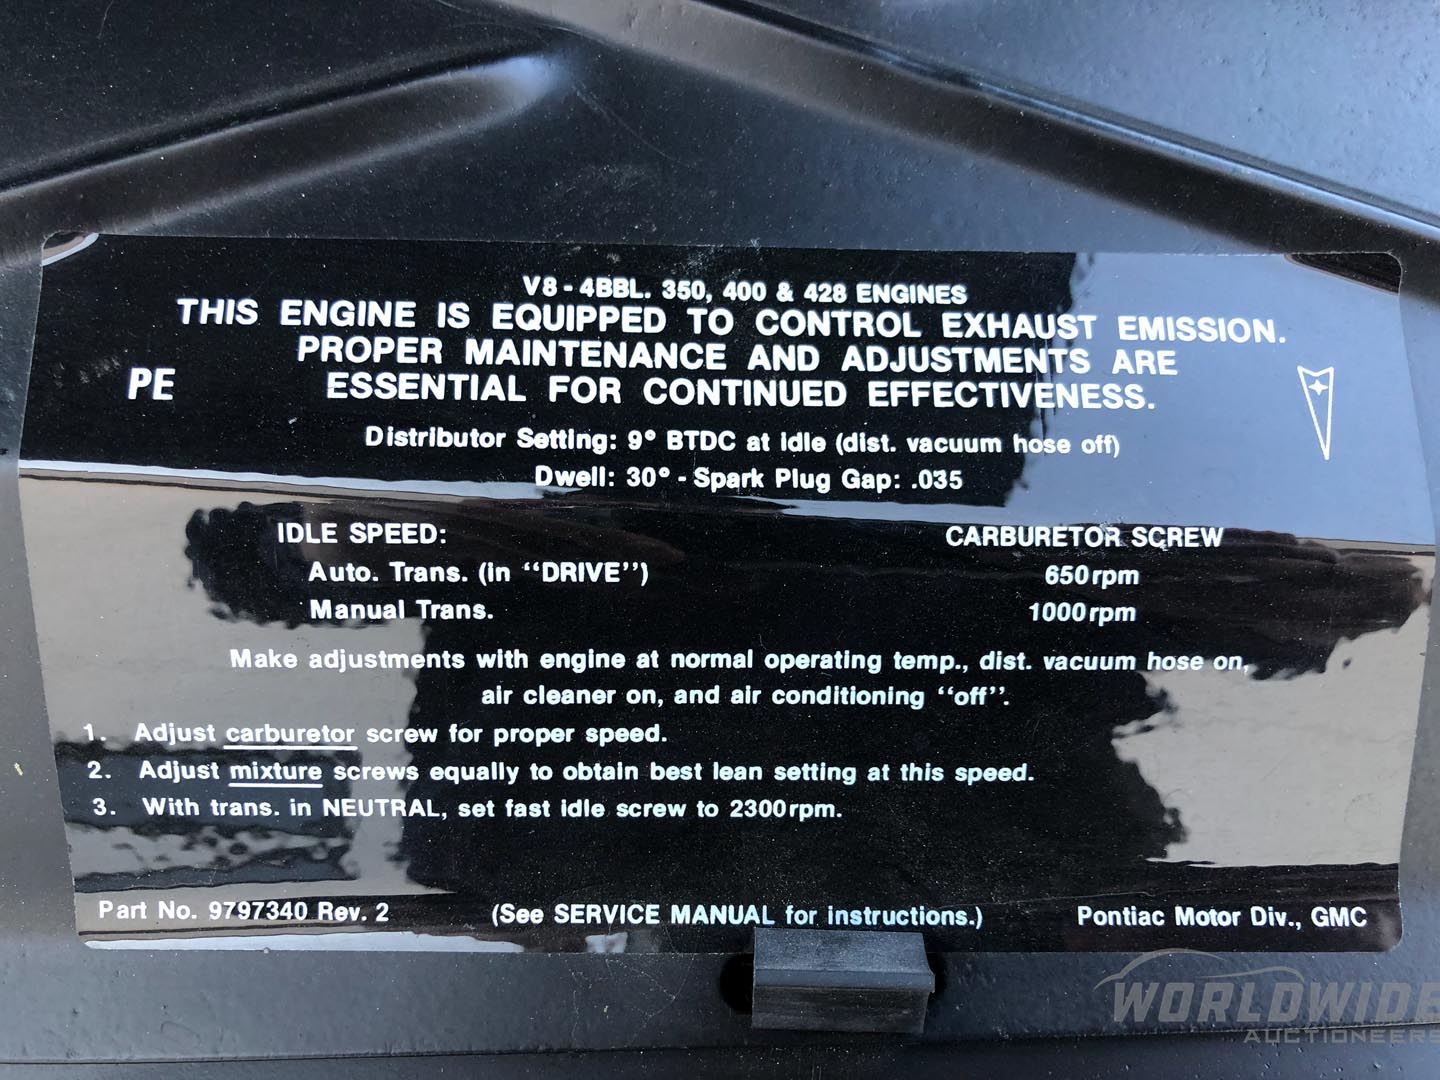 V8 - 4BBL. 350, 400 & 428 ENGINES
THIS ENGINE IS EQUIPPED TO CONTROL EXHAUST EMISSION.
PROPER MAINTENANCE AND ADJUSTMENTS ARE
PE
ESSENTIAL FOR CONTINUED EFFECTIVENESS.
Distributor Setting: 9° BTDC at idle (dist. vacuum hose off)
Dwell: 30° - Spark Plug Gap: .035
IDLE SPEED: CARBURETOR SCREW
Auto. Trans. (in "DRIVE") 650rpm
Manual Trans. 1000rpm
Make adjustments with engine at normal operating temp., dist. vacuum hose on,
air cleaner on, and air conditioning "off".
1. Adjust carburetor screw for proper speed.
2. Adjust mixture screws equally to obtain best lean setting at this speed.
3. With trans. in NEUTRAL, set fast idle screw to 2300rpm.
Part No. 9797340 Rev. 2 (See SERVICE MANUAL for instructions.) Pontiac Motor Div., GMC
WORLDWIDE
AUCTIONEERS